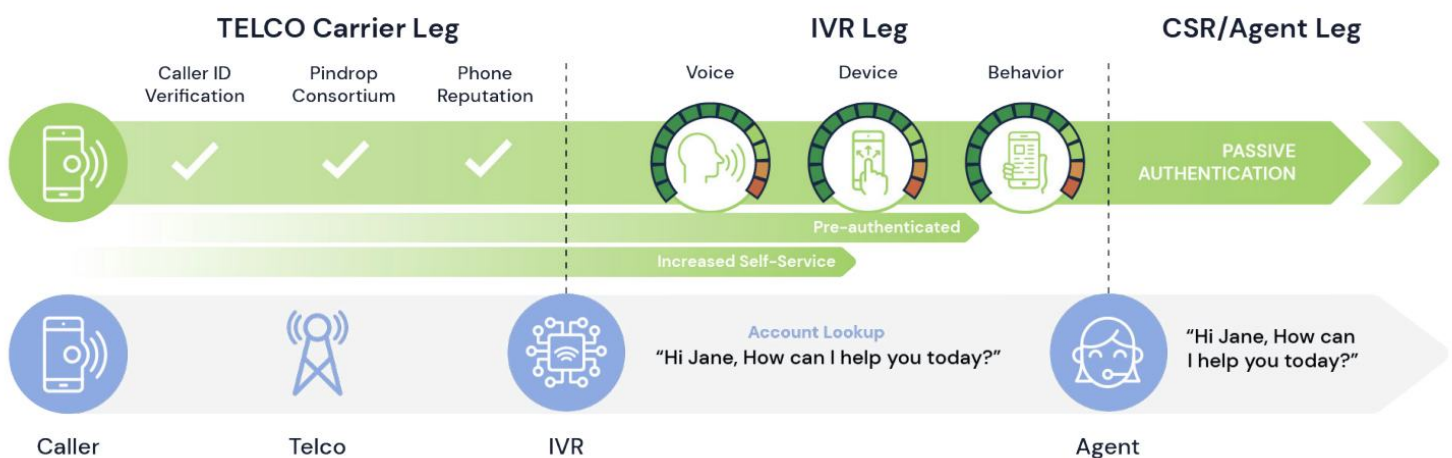 TELCO Carrier Leg
IVR Leg
CSR/Agent Leg
Caller ID
Verification
Pindrop
Consortium
Phone
Reputation
Voice
Device
Behavior
PASSIVE
AUTHENTICATION
Pre-authenticated
Increased Self-Service
Account Lookup
“Hi Jane, How can I help you today?”
“Hi Jane, How can
I help you today?”
Caller
Telco
IVR
Agent